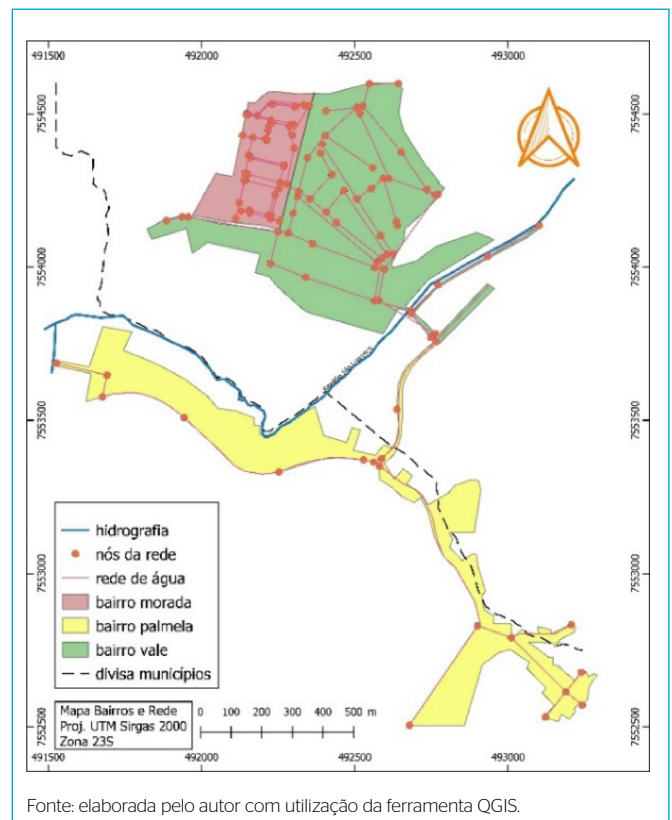 491500 492000 492500 493000
7554500 7554500
7554000 7554000
7553500 7553500
7553000 7553000
7552500 7552500
hidrografia
nós da rede
rede de água
bairro morada
bairro palmela
bairro vale
divisa municípios
Mapa Bairros e Rede
Proj. UTM Sirgas 2000
Zona 23S
0 100 200 300 400 500 m
491500 492000 492500 493000
Fonte: elaborada pelo autor com utilização da ferramenta QGIS.